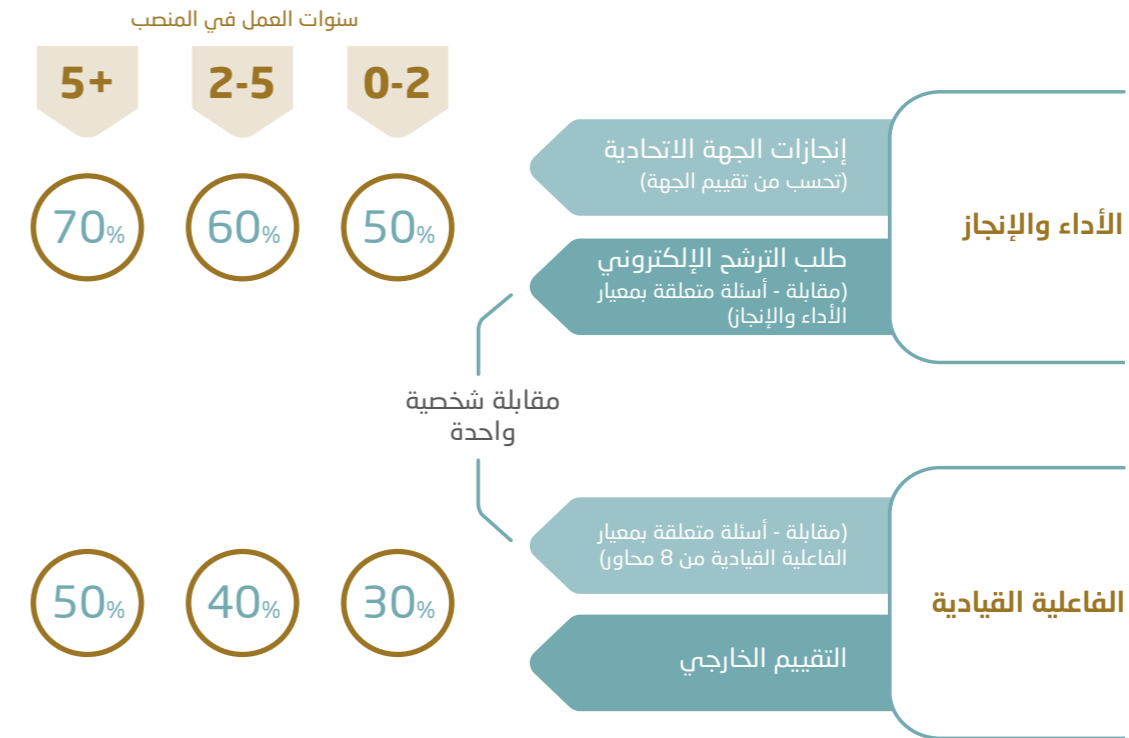 سنوات العمل في المنصب
0-2
2-5
5+
الأداء والإنجاز
إنجازات الجهة الاتحادية
(تحسب من تقييم الجهة)
طلب الترشح الإلكتروني
(مقابلة - أسئلة متعلقة بمعيار
الأداء والإنجاز)
50%
60%
70%
مقابلة شخصية
واحدة
الفاعلية القيادية
(مقابلة - أسئلة متعلقة بمعيار
الفاعلية القيادية من 8 محاور)
التقييم الخارجي
30%
40%
50%